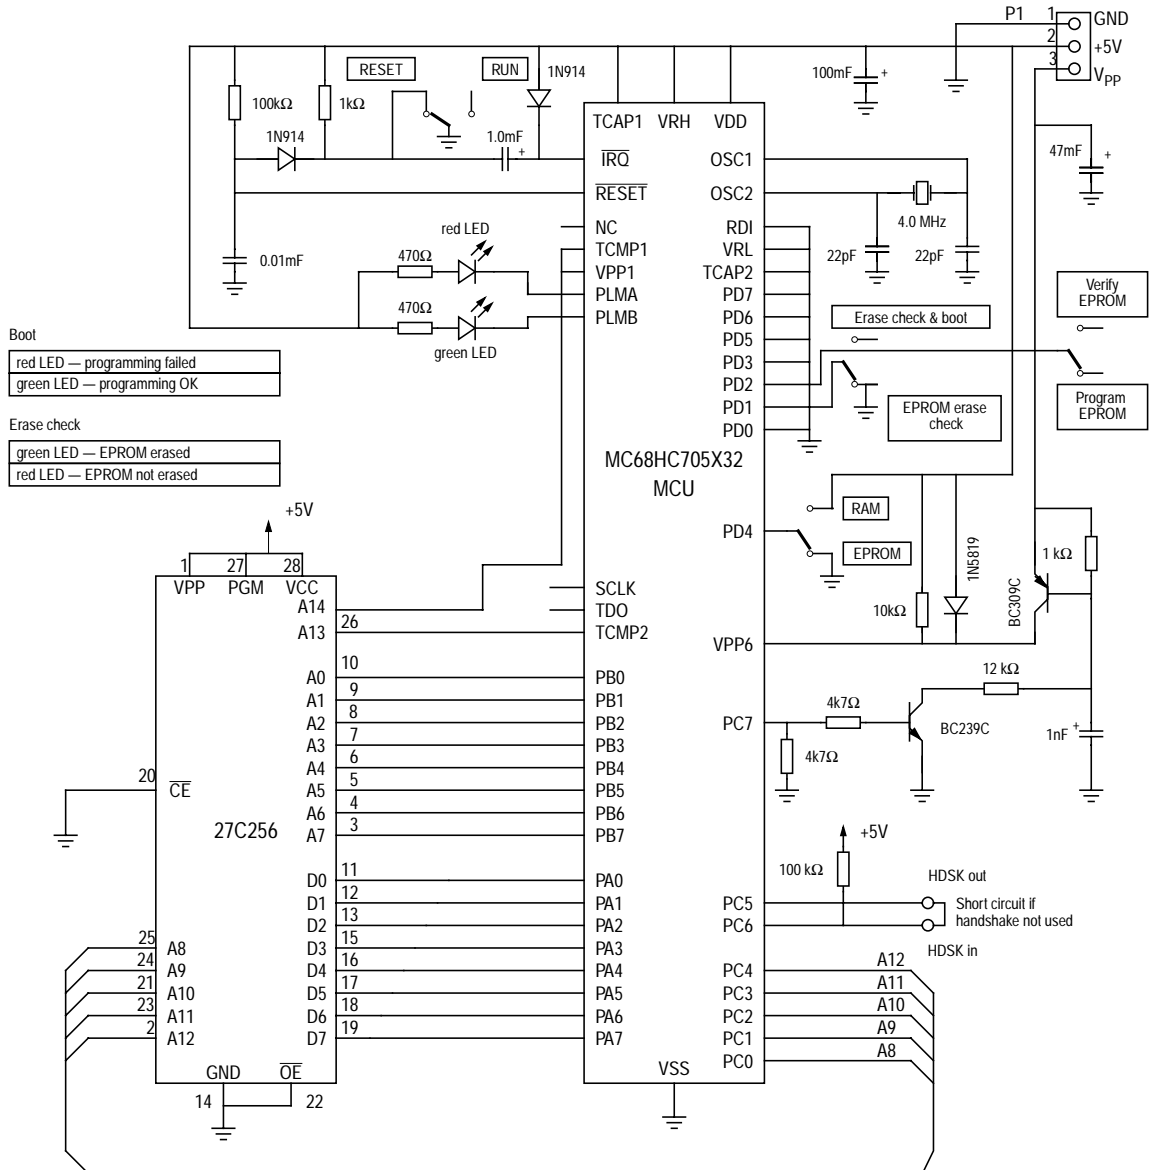 P1 1 GND
2 +5V
3 VPP
RESET
RUN
1N914
100mF +
100kΩ
1kΩ
1N914
1.0mF
+
47mF +
TCAP1 VRH VDD
IRQ
OSC1
RESET
OSC2
4.0 MHz
NC
RDI
red LED
TCMP1
VRL
470Ω
0.01mF
22pF
22pF
VPP1
TCAP2
PLMA
PD7
Verify
EPROM
470Ω
PLMB
PD6
Erase check & boot
green LED
PD5
Boot
red LED — programming failed
green LED — programming OK
PD3
PD2
PD1
PD0
EPROM erase
check
Program
EPROM
Erase check
green LED — EPROM erased
red LED — EPROM not erased
MC68HC705X32
MCU
+5V
RAM
PD4
EPROM
1N5819
1 kΩ
BC309C
10kΩ
1 27 28
VPP PGM VCC
A14
SCLK
TDO
A13 26 TCMP2
VPP6
A0 10 PB0
A1 9 PB1
A2 8 PB2
A3 7 PB3
A4 6 PB4
A5 5 PB5
A6 4 PB6
A7 3 PB7
12 kΩ
4k7Ω
PC7
BC239C
4k7Ω
1nF +
20 CE
27C256
+5V
100 kΩ
HDSK out
D0 11 PA0
D1 12 PA1
D2 13 PA2
D3 15 PA3
D4 16 PA4
D5 17 PA5
D6 18 PA6
D7 19 PA7
PC5
PC6
Short circuit if
handshake not used
HDSK in
25 A8
24 A9
21 A10
23 A11
2 A12
PC4 A12
PC3 A11
PC2 A10
PC1 A9
PC0 A8
GND OE
VSS
14 22